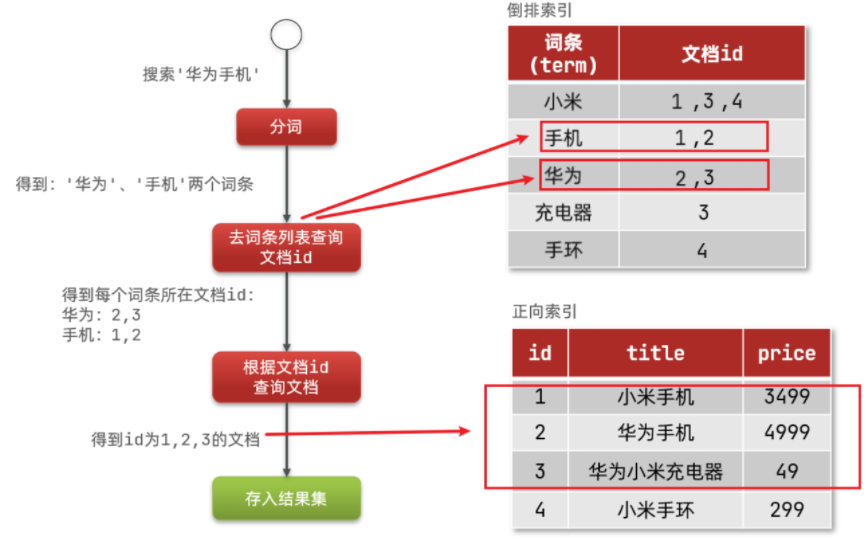 搜索'华为手机'
分词
得到: '华为'、'手机'两个词条
去词条列表查询
文档id
得到每个词条所在文档id:
华为: 2,3
手机: 1,2
根据文档id
查询文档
得到id为1,2,3的文档
存入结果集
倒排索引
词条
(term)
文档id
小米 1 ,3 ,4
手机 1 ,2
华为 2 ,3
充电器 3
手环 4
正向索引
id title price
1 小米手机 3499
2 华为手机 4999
3 华为小米充电器 49
4 小米手环 299